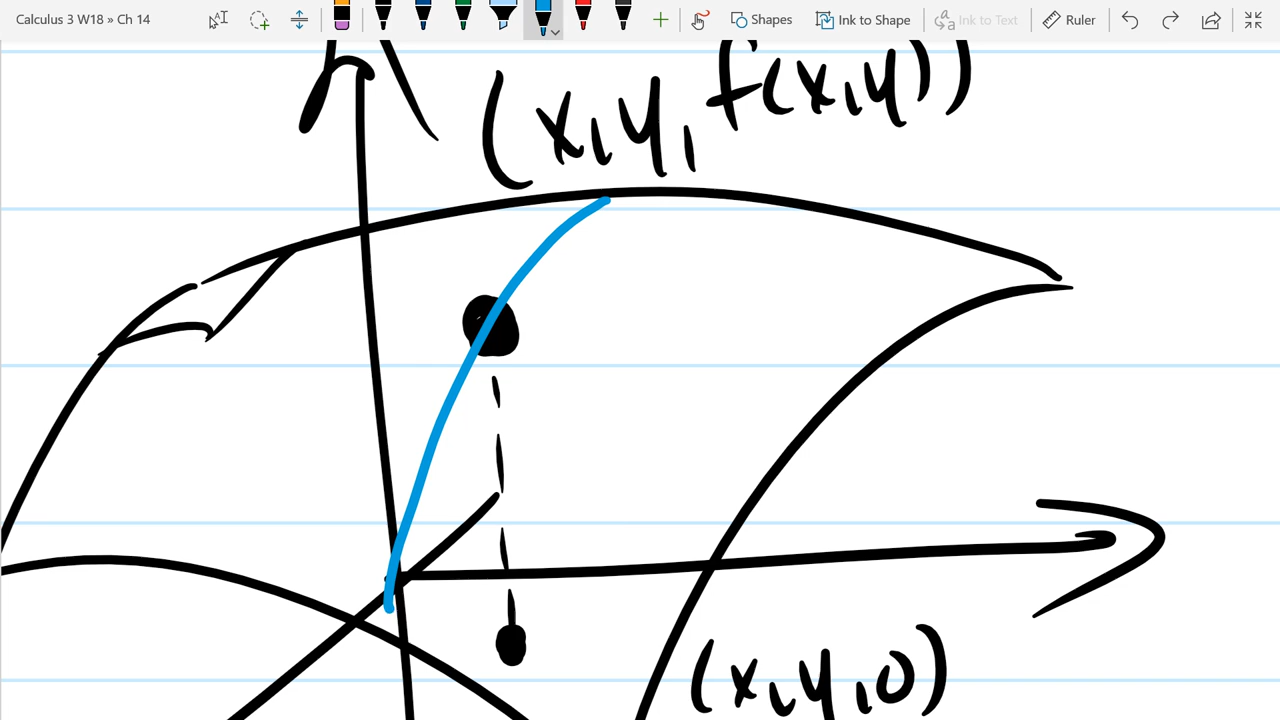 Calculus 3 W18 » Ch 14
Shapes
Ink to Shape
Ink to Text
Ruler
(x, y, f(x, y))
(x, y, 0)